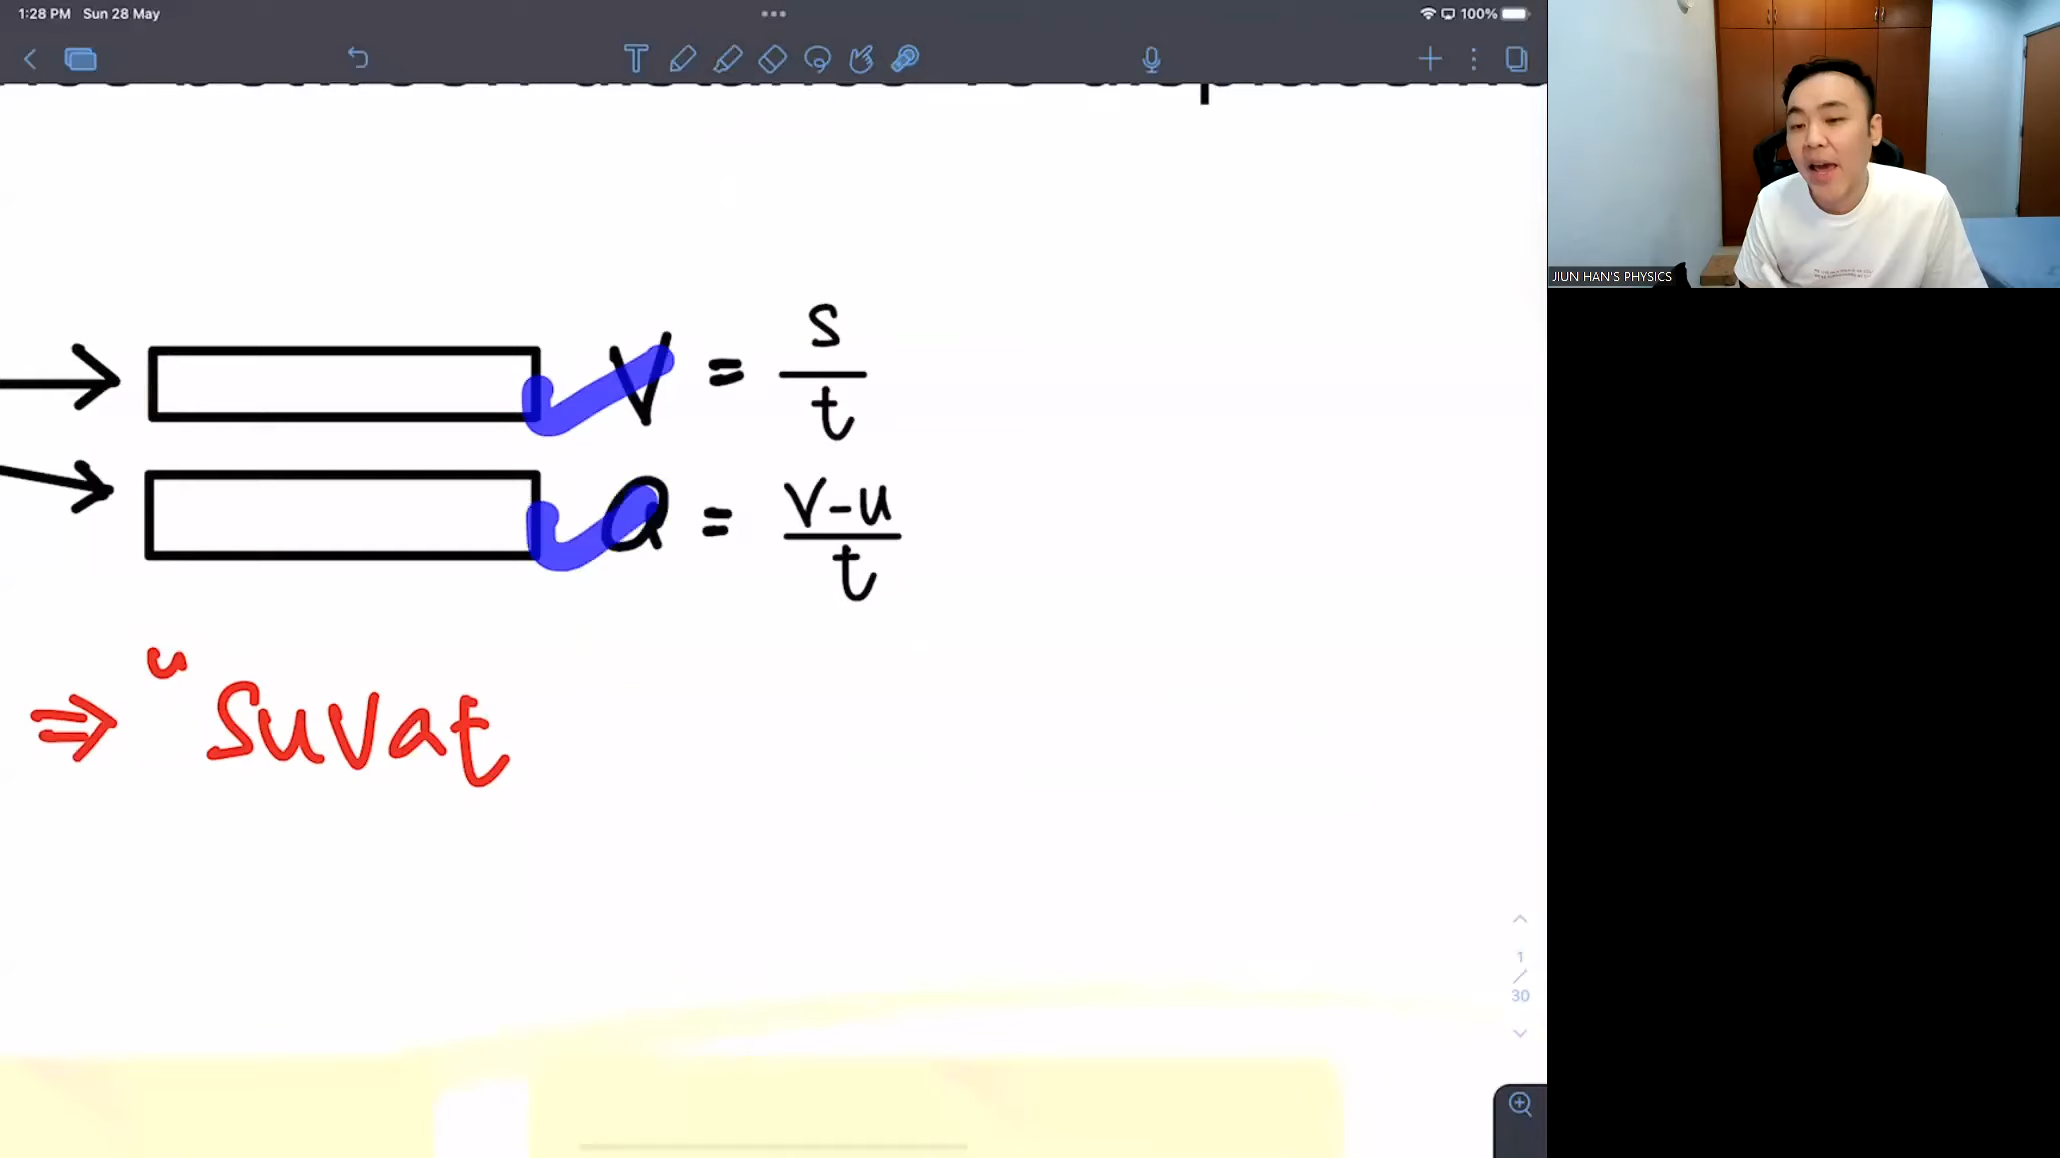 1:28 PM Sun 28 May
100%
JIUN HAN'S PHYSICS
V = s / t
a = v-u / t
⇒ " suvat
1
/
30